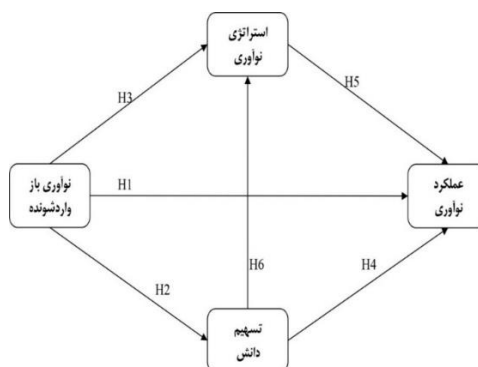 استراتژی
نوآوری
H3
H5
نوآوری باز
واردشونده
H1
عملکرد
نوآوری
H6
H4
H2
تسهیم
دانش